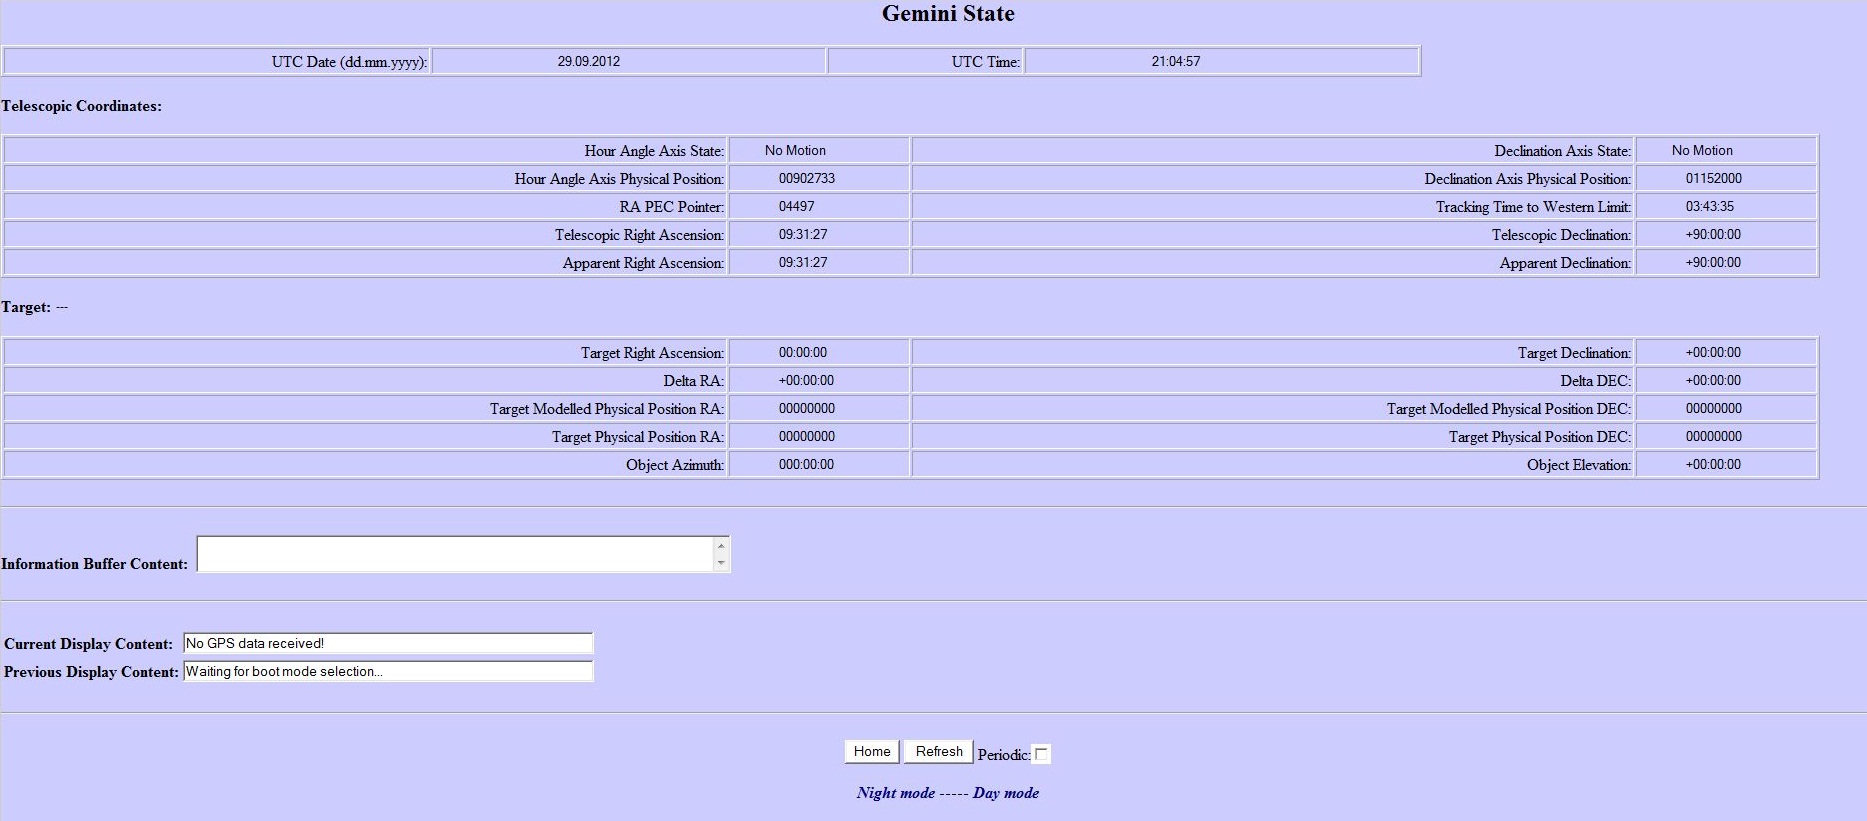 Gemini State
UTC Date (dd.mm.yyyy): 29.09.2012 UTC Time: 21:04:57
Telescopic Coordinates:
Hour Angle Axis State: No Motion Declination Axis State: No Motion
Hour Angle Axis Physical Position: 00902733 Declination Axis Physical Position: 01152000
RA PEC Pointer: 04497 Tracking Time to Western Limit: 03:43:35
Telescopic Right Ascension: 09:31:27 Telescopic Declination: +90:00:00
Apparent Right Ascension: 09:31:27 Apparent Declination: +90:00:00
Target: ---
Target Right Ascension: 00:00:00 Target Declination: +00:00:00
Delta RA: +00:00:00 Delta DEC: +00:00:00
Target Modelled Physical Position RA: 00000000 Target Modelled Physical Position DEC: 00000000
Target Physical Position RA: 00000000 Target Physical Position DEC: 00000000
Object Azimuth: 000:00:00 Object Elevation: +00:00:00
Information Buffer Content:
Current Display Content: No GPS data received!
Previous Display Content: Waiting for boot mode selection...
Home Refresh Periodic:
Night mode ----- Day mode